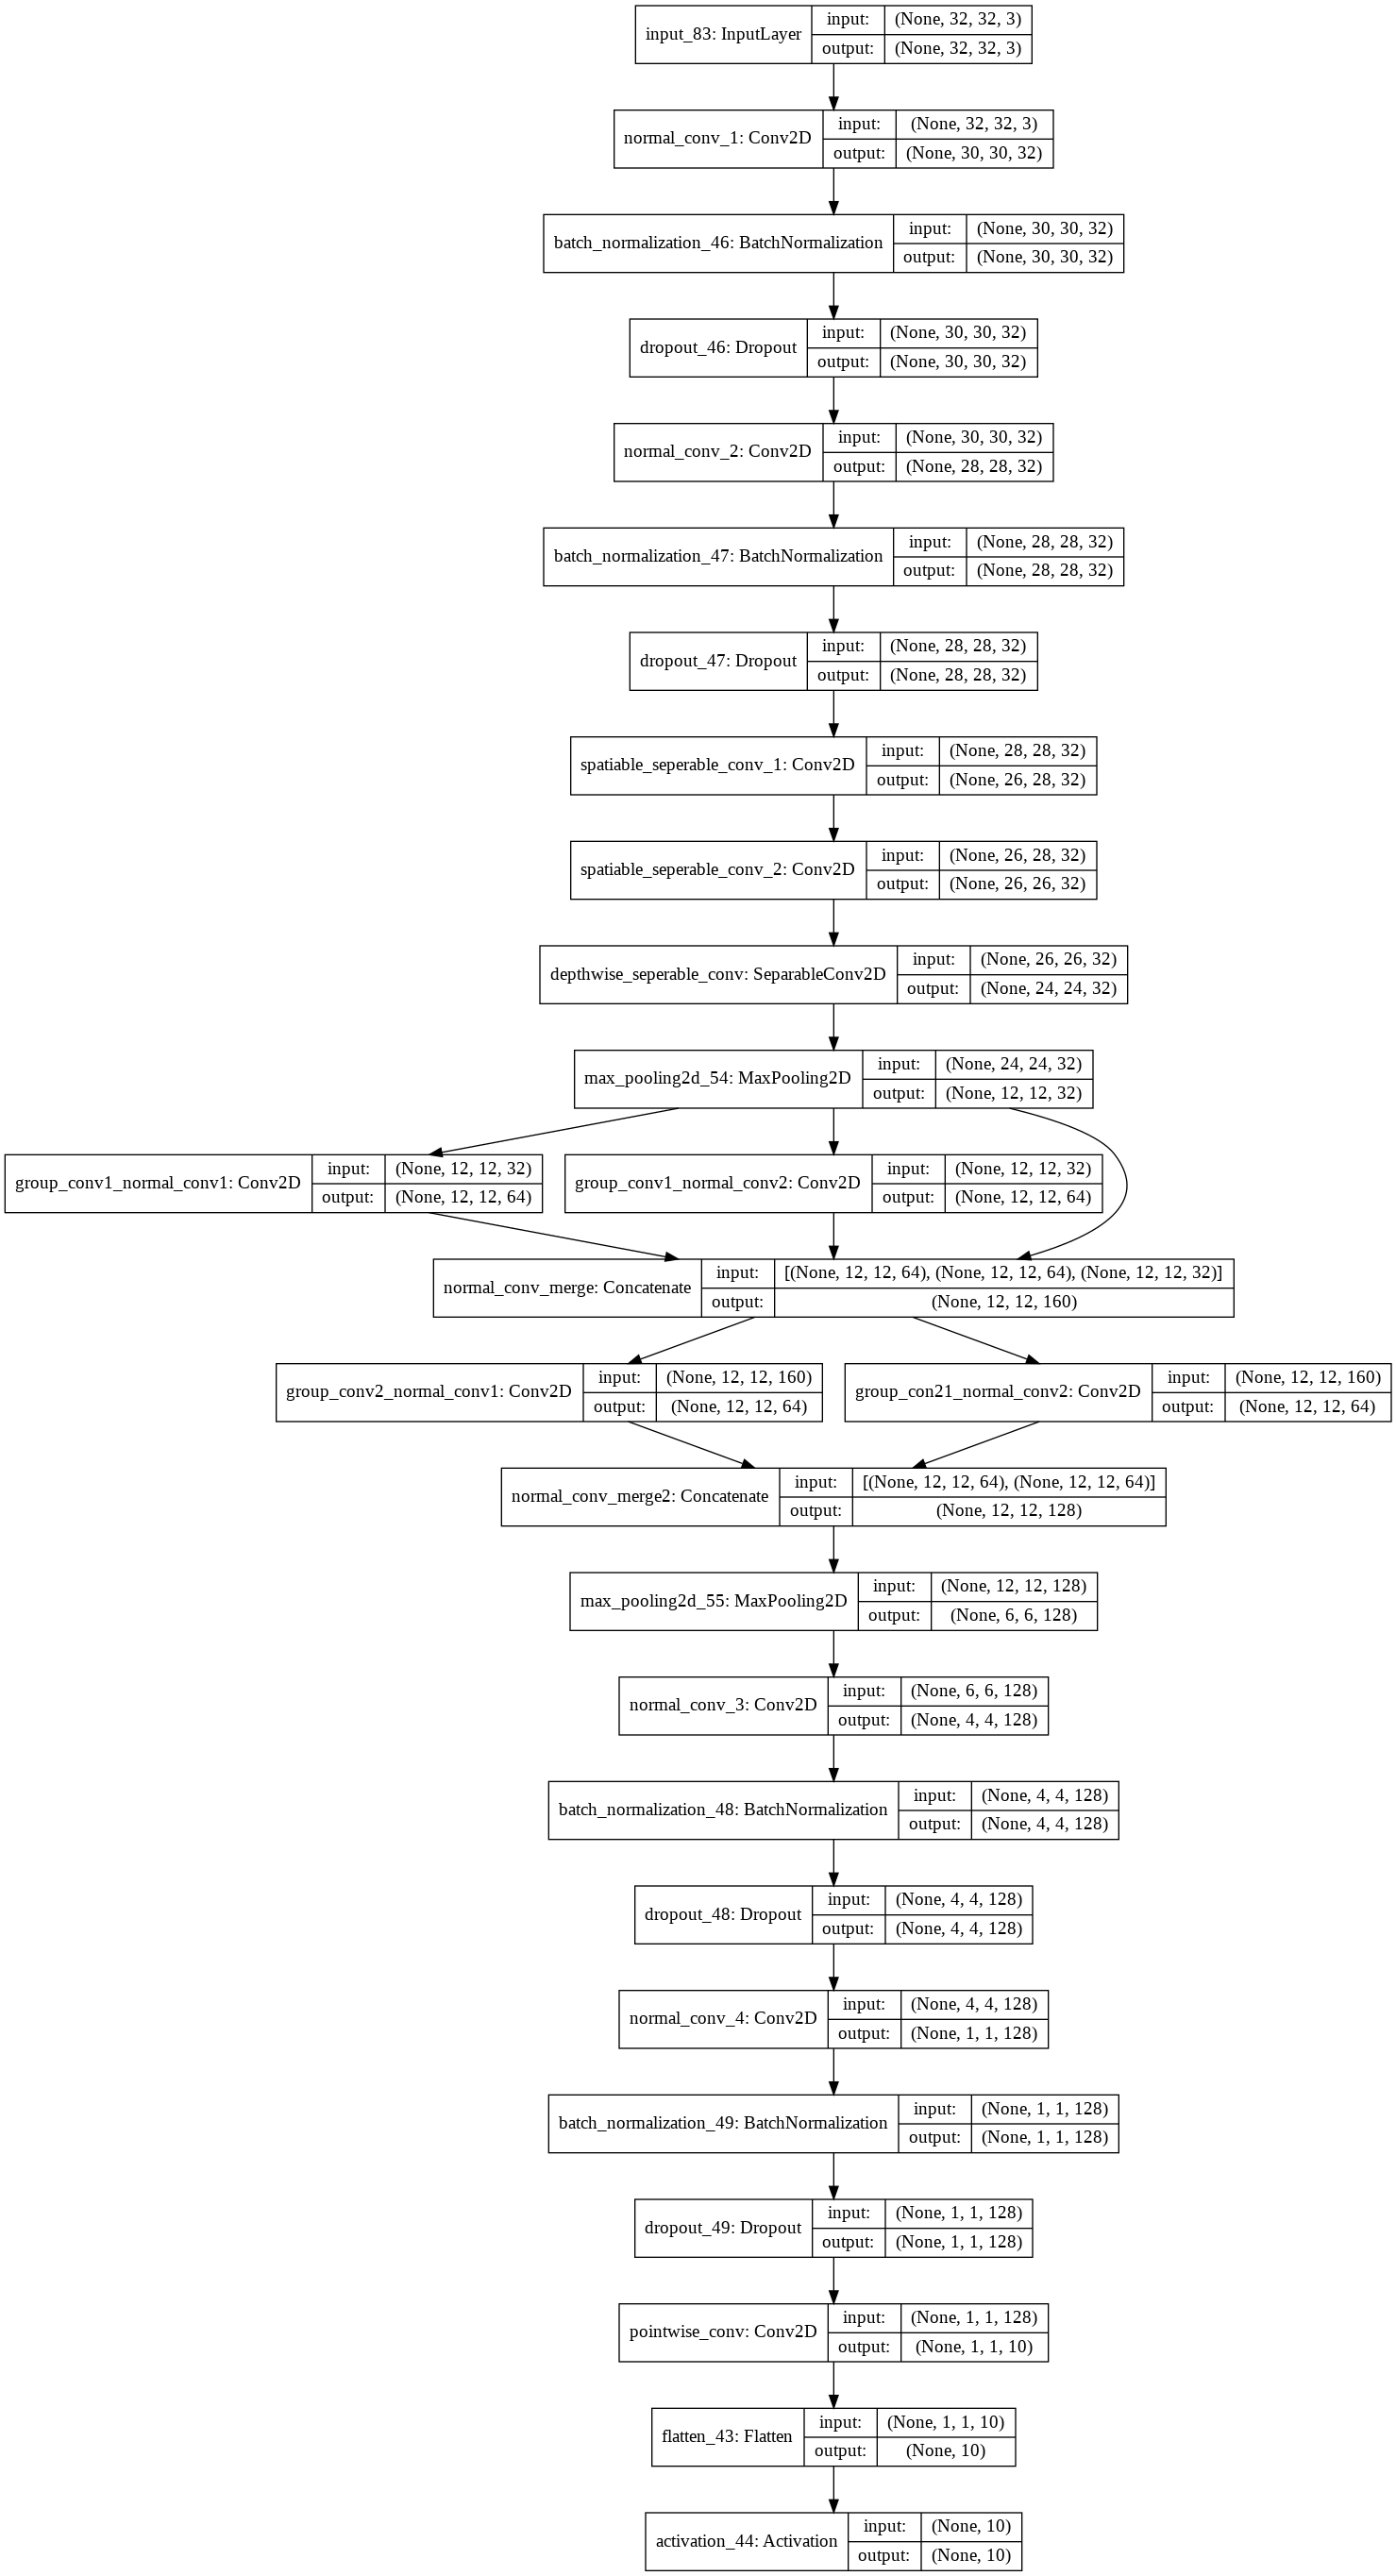 input_83: InputLayer
input: (None, 32, 32, 3)
output: (None, 32, 32, 3)
normal_conv_1: Conv2D
input: (None, 32, 32, 3)
output: (None, 30, 30, 32)
batch_normalization_46: BatchNormalization
input: (None, 30, 30, 32)
output: (None, 30, 30, 32)
dropout_46: Dropout
input: (None, 30, 30, 32)
output: (None, 30, 30, 32)
normal_conv_2: Conv2D
input: (None, 30, 30, 32)
output: (None, 28, 28, 32)
batch_normalization_47: BatchNormalization
input: (None, 28, 28, 32)
output: (None, 28, 28, 32)
dropout_47: Dropout
input: (None, 28, 28, 32)
output: (None, 28, 28, 32)
spatiable_seperable_conv_1: Conv2D
input: (None, 28, 28, 32)
output: (None, 26, 28, 32)
spatiable_seperable_conv_2: Conv2D
input: (None, 26, 28, 32)
output: (None, 26, 26, 32)
depthwise_seperable_conv: SeparableConv2D
input: (None, 26, 26, 32)
output: (None, 24, 24, 32)
max_pooling2d_54: MaxPooling2D
input: (None, 24, 24, 32)
output: (None, 12, 12, 32)
group_conv1_normal_conv1: Conv2D
input: (None, 12, 12, 32)
output: (None, 12, 12, 64)
group_conv1_normal_conv2: Conv2D
input: (None, 12, 12, 32)
output: (None, 12, 12, 64)
normal_conv_merge: Concatenate
input: [(None, 12, 12, 64), (None, 12, 12, 64), (None, 12, 12, 32)]
output: (None, 12, 12, 160)
group_conv2_normal_conv1: Conv2D
input: (None, 12, 12, 160)
output: (None, 12, 12, 64)
group_con21_normal_conv2: Conv2D
input: (None, 12, 12, 160)
output: (None, 12, 12, 64)
normal_conv_merge2: Concatenate
input: [(None, 12, 12, 64), (None, 12, 12, 64)]
output: (None, 12, 12, 128)
max_pooling2d_55: MaxPooling2D
input: (None, 12, 12, 128)
output: (None, 6, 6, 128)
normal_conv_3: Conv2D
input: (None, 6, 6, 128)
output: (None, 4, 4, 128)
batch_normalization_48: BatchNormalization
input: (None, 4, 4, 128)
output: (None, 4, 4, 128)
dropout_48: Dropout
input: (None, 4, 4, 128)
output: (None, 4, 4, 128)
normal_conv_4: Conv2D
input: (None, 4, 4, 128)
output: (None, 1, 1, 128)
batch_normalization_49: BatchNormalization
input: (None, 1, 1, 128)
output: (None, 1, 1, 128)
dropout_49: Dropout
input: (None, 1, 1, 128)
output: (None, 1, 1, 128)
pointwise_conv: Conv2D
input: (None, 1, 1, 128)
output: (None, 1, 1, 10)
flatten_43: Flatten
input: (None, 1, 1, 10)
output: (None, 10)
activation_44: Activation
input: (None, 10)
output: (None, 10)